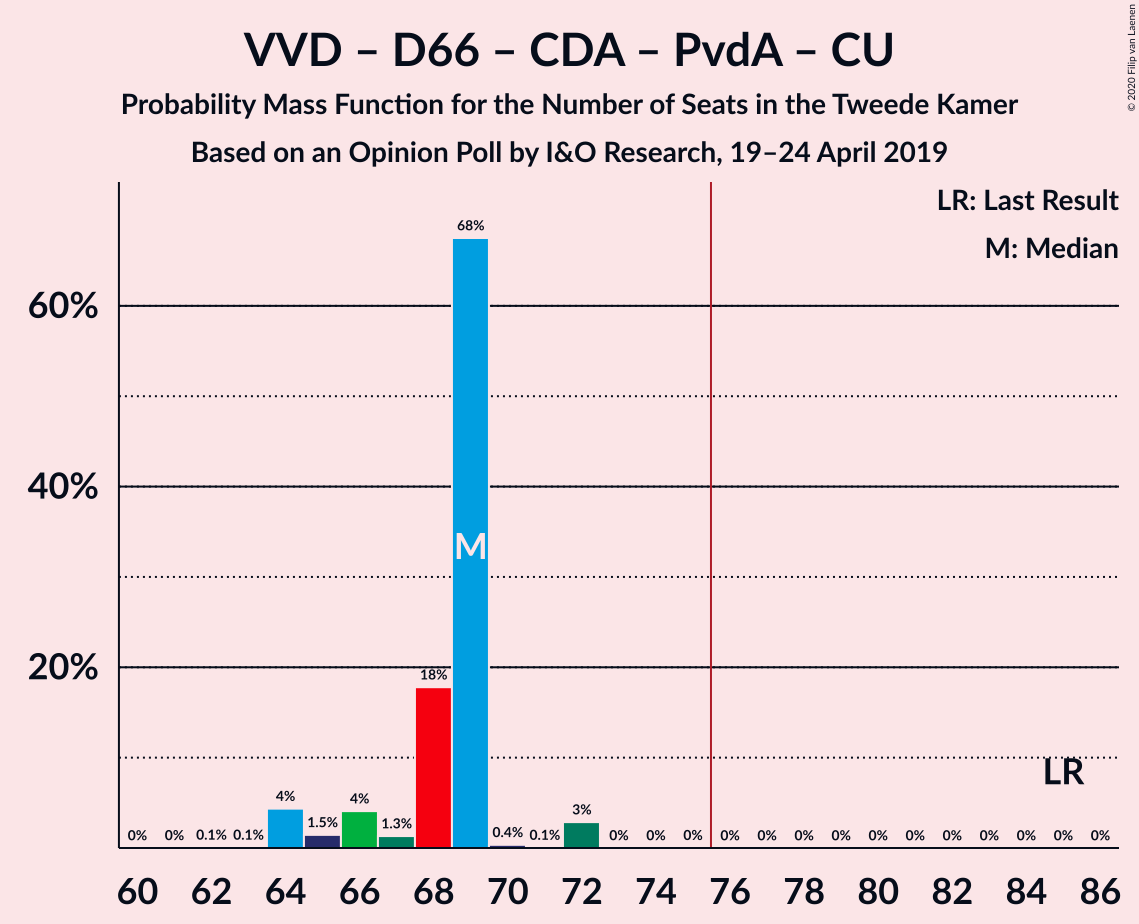 VVD – D66 – CDA – PvdA – CU
Probability Mass Function for the Number of Seats in the Tweede Kamer
Based on an Opinion Poll by I&O Research, 19–24 April 2019
© 2020 Filip van Laenen
LR: Last Result
M: Median
68%
60%
M
40%
20%
18%
LR
4%
1.5%
4%
1.3%
3%
0% 0% 0.1% 0.1% 0.4% 0.1% 0% 0% 0% 0% 0% 0% 0% 0% 0% 0% 0% 0% 0% 0%
60 62 64 66 68 70 72 74 76 78 80 82 84 86